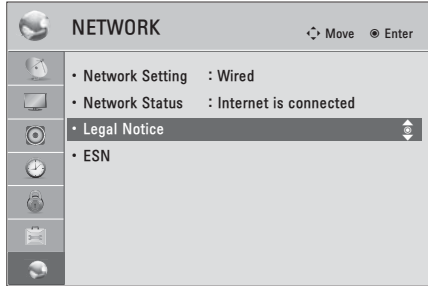 NETWORK
Move Enter
• Network Setting : Wired
• Network Status : Internet is connected
• Legal Notice
• ESN